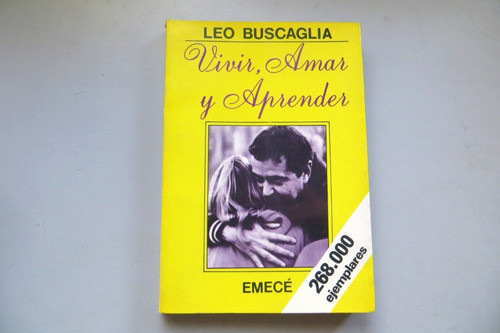 LEO BUSCAGLIA
Vivir, Amar
y Aprender
268.000
ejemplares
EMECÉ